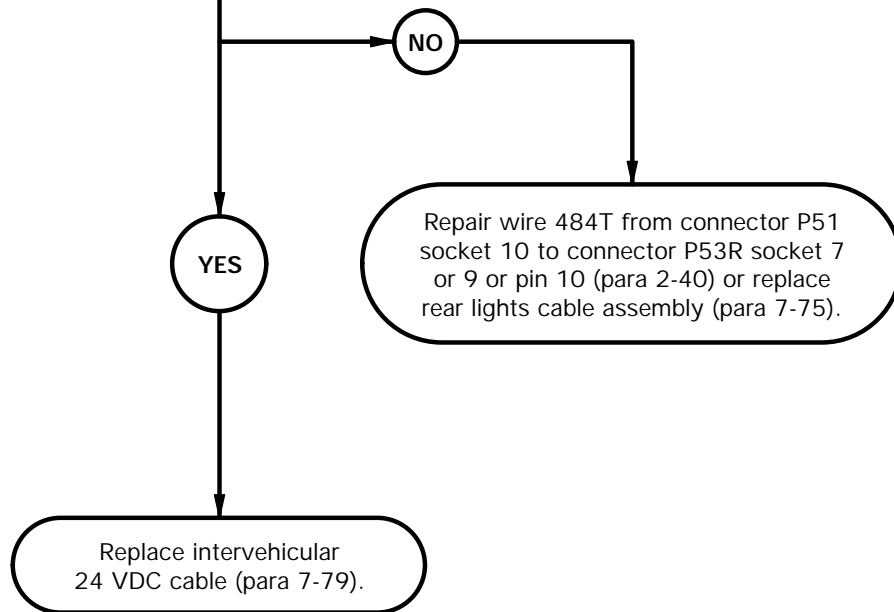 NO
Repair wire 484T from connector P51
socket 10 to connector P53R socket 7
or 9 or pin 10 (para 2-40) or replace
rear lights cable assembly (para 7-75).
YES
Replace intervehicular
24 VDC cable (para 7-79).